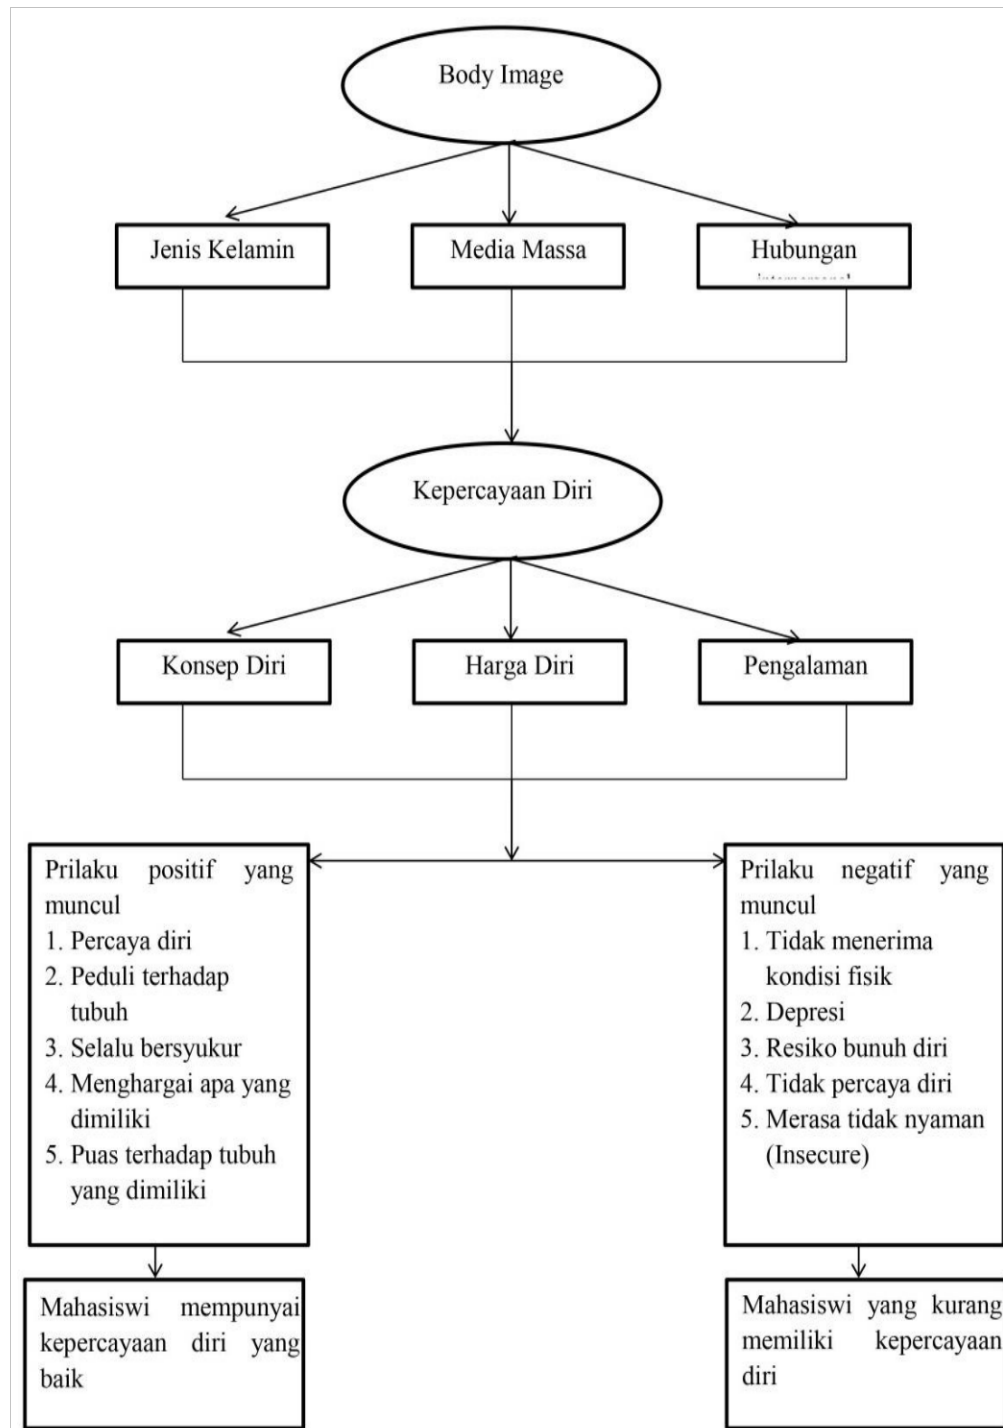 Body Image
Jenis Kelamin
Media Massa
Hubungan
Kepercayaan Diri
Konsep Diri
Harga Diri
Pengalaman
Prilaku positif yang
muncul
1. Percaya diri
2. Peduli terhadap
tubuh
3. Selalu bersyukur
4. Menghargai apa yang
dimiliki
5. Puas terhadap tubuh
yang dimiliki
Prilaku negatif yang
muncul
1. Tidak menerima
kondisi fisik
2. Depresi
3. Resiko bunuh diri
4. Tidak percaya diri
5. Merasa tidak nyaman
(Insecure)
Mahasiswi mempunyai
kepercayaan diri yang
baik
Mahasiswi yang kurang
memiliki kepercayaan
diri